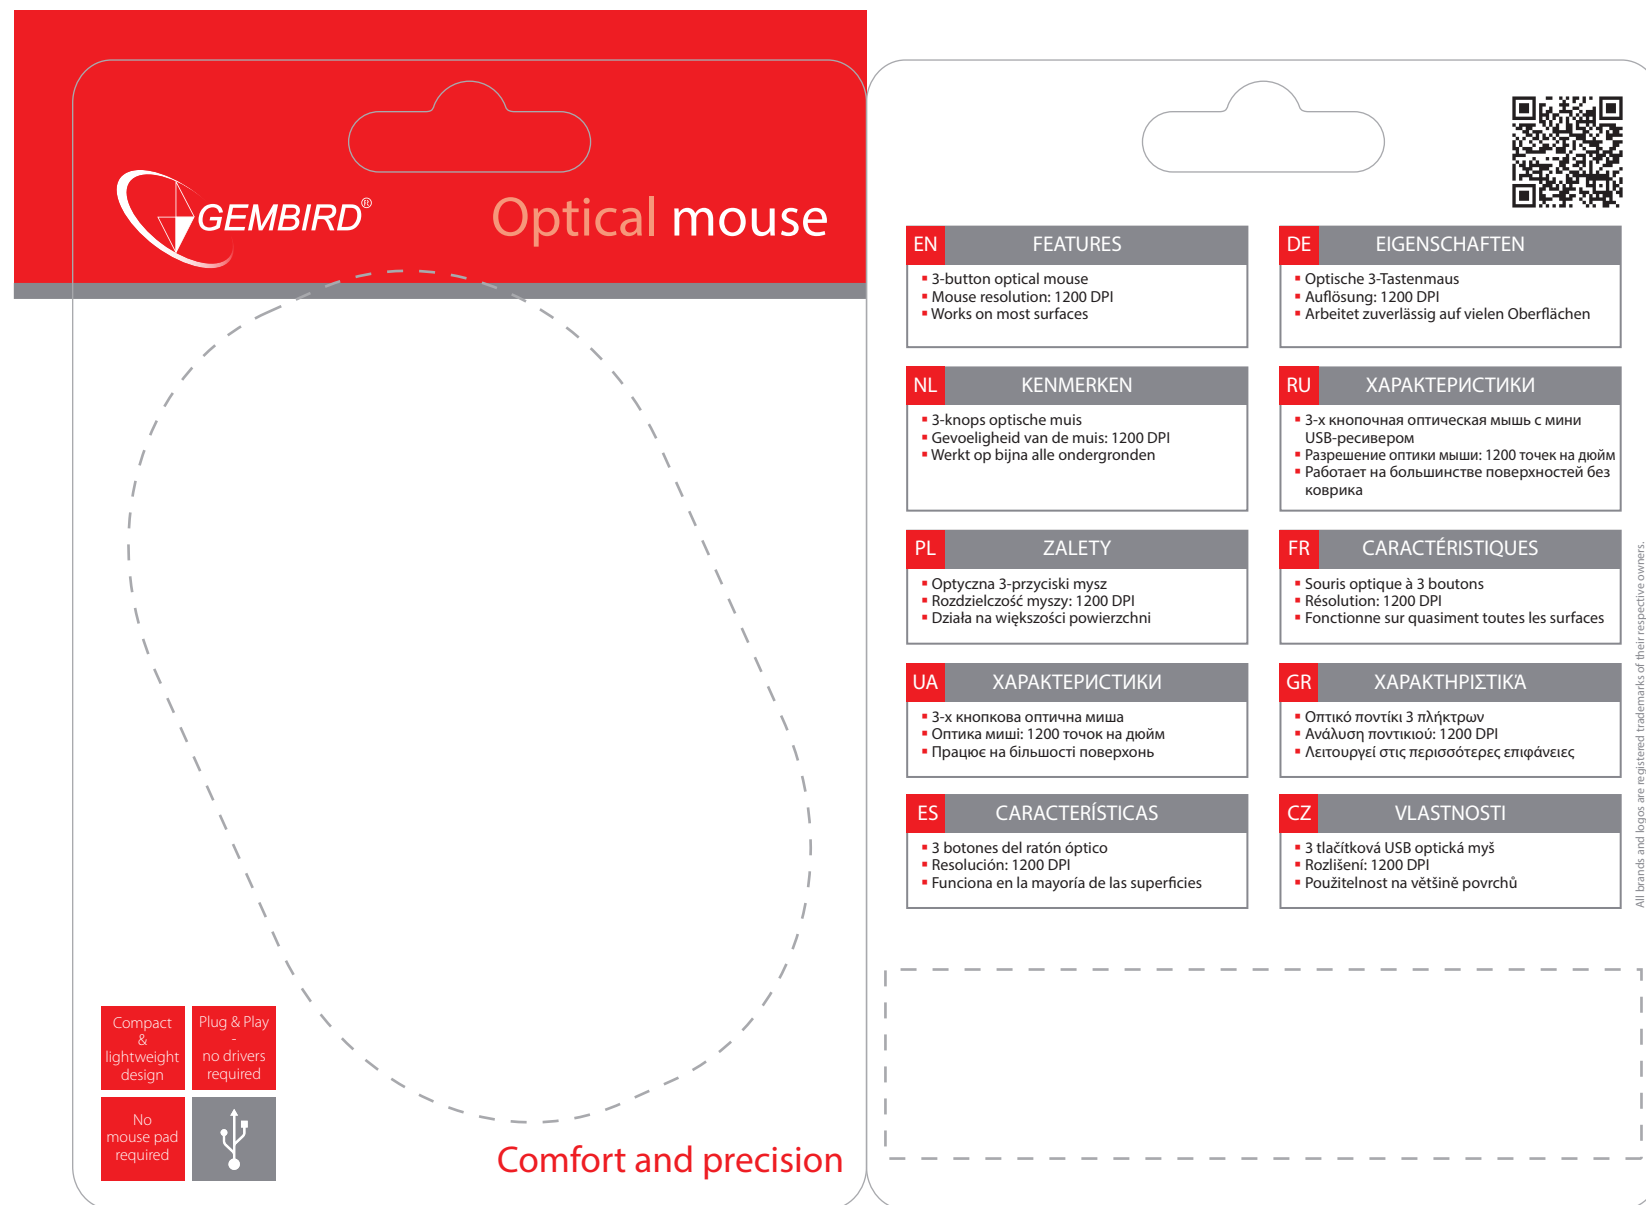 GEMBIRD®
Optical mouse
Compact
&
lightweight
design
Plug & Play
-
no drivers
required
No
mouse pad
required
Comfort and precision
EN FEATURES
▪ 3-button optical mouse
▪ Mouse resolution: 1200 DPI
▪ Works on most surfaces
DE EIGENSCHAFTEN
▪ Optische 3-Tastenmaus
▪ Auflösung: 1200 DPI
▪ Arbeitet zuverlässig auf vielen Oberflächen
NL KENMERKEN
▪ 3-knops optische muis
▪ Gevoeligheid van de muis: 1200 DPI
▪ Werkt op bijna alle ondergronden
RU ХАРАКТЕРИСТИКИ
▪ 3-х кнопочная оптическая мышь с мини
USB-ресивером
▪ Разрешение оптики мыши: 1200 точек на дюйм
▪ Работает на большинстве поверхностей без
коврика
PL ZALETY
▪ Optyczna 3-przyciski mysz
▪ Rozdzielczość myszy: 1200 DPI
▪ Działa na większości powierzchni
FR CARACTÉRISTIQUES
▪ Souris optique à 3 boutons
▪ Résolution: 1200 DPI
▪ Fonctionne sur quasiment toutes les surfaces
UA ХАРАКТЕРИСТИКИ
▪ 3-х кнопкова оптична миша
▪ Оптика миші: 1200 точок на дюйм
▪ Працює на більшості поверхонь
GR ΧΑΡΑΚΤΗΡΙΣΤΙΚΆ
▪ Οπτικό ποντίκι 3 πλήκτρων
▪ Ανάλυση ποντικιού: 1200 DPI
▪ Λειτουργεί στις περισσότερες επιφάνειες
ES CARACTERÍSTICAS
▪ 3 botones del ratón óptico
▪ Resolución: 1200 DPI
▪ Funciona en la mayoría de las superficies
CZ VLASTNOSTI
▪ 3 tlačítková USB optická myš
▪ Rozlišení: 1200 DPI
▪ Použitelnost na většině povrchů
All brands and logos are registered trademarks of their respective owners.